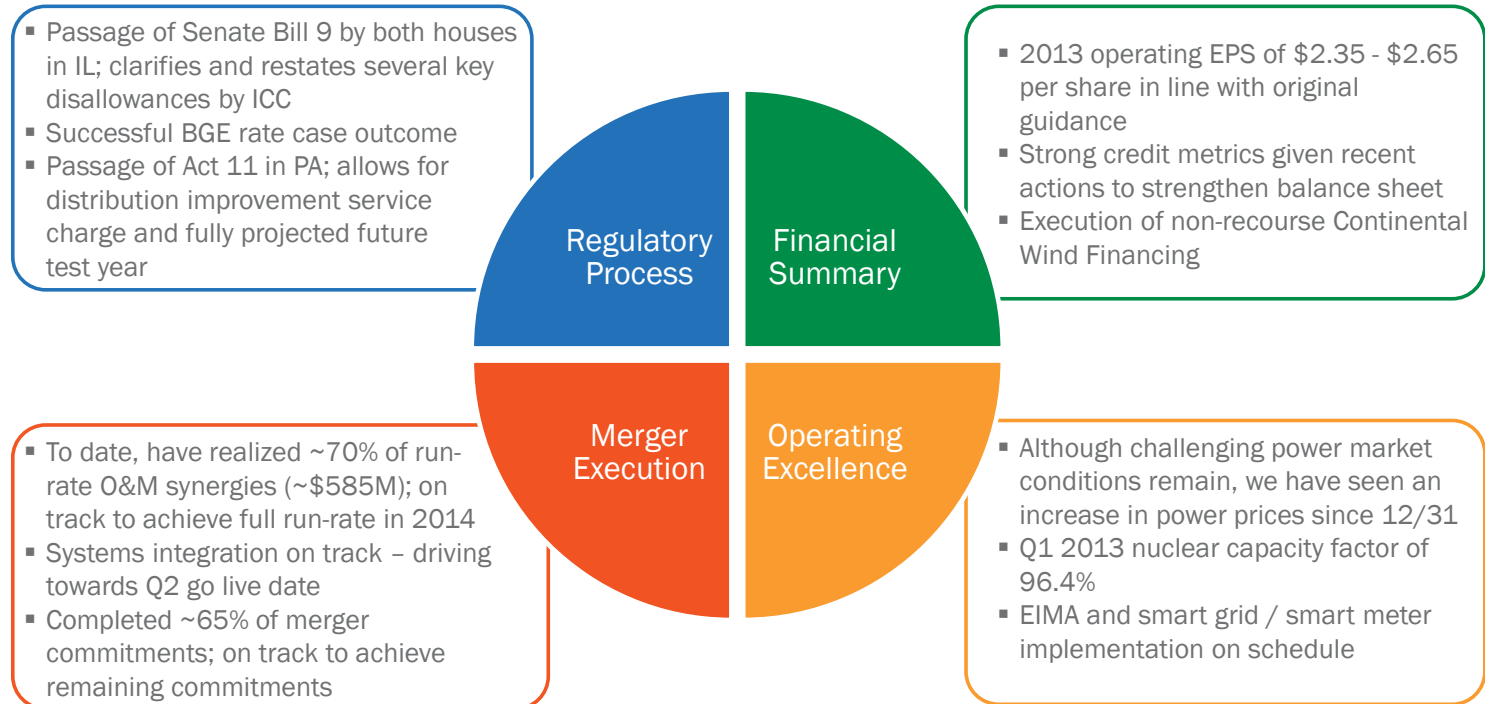 ▪ Passage of Senate Bill 9 by both houses
in IL; clarifies and restates several key
disallowances by ICC
▪ Successful BGE rate case outcome
▪ Passage of Act 11 in PA; allows for
distribution improvement service
charge and fully projected future
test year
▪ 2013 operating EPS of $2.35 - $2.65
per share in line with original
guidance
▪ Strong credit metrics given recent
actions to strengthen balance sheet
▪ Execution of non-recourse Continental
Wind Financing
Regulatory
Process
Financial
Summary
Merger
Execution
Operating
Excellence
▪ To date, have realized ~70% of run-
rate O&M synergies (~$585M); on
track to achieve full run-rate in 2014
▪ Systems integration on track – driving
towards Q2 go live date
▪ Completed ~65% of merger
commitments; on track to achieve
remaining commitments
▪ Although challenging power market
conditions remain, we have seen an
increase in power prices since 12/31
▪ Q1 2013 nuclear capacity factor of
96.4%
▪ EIMA and smart grid / smart meter
implementation on schedule